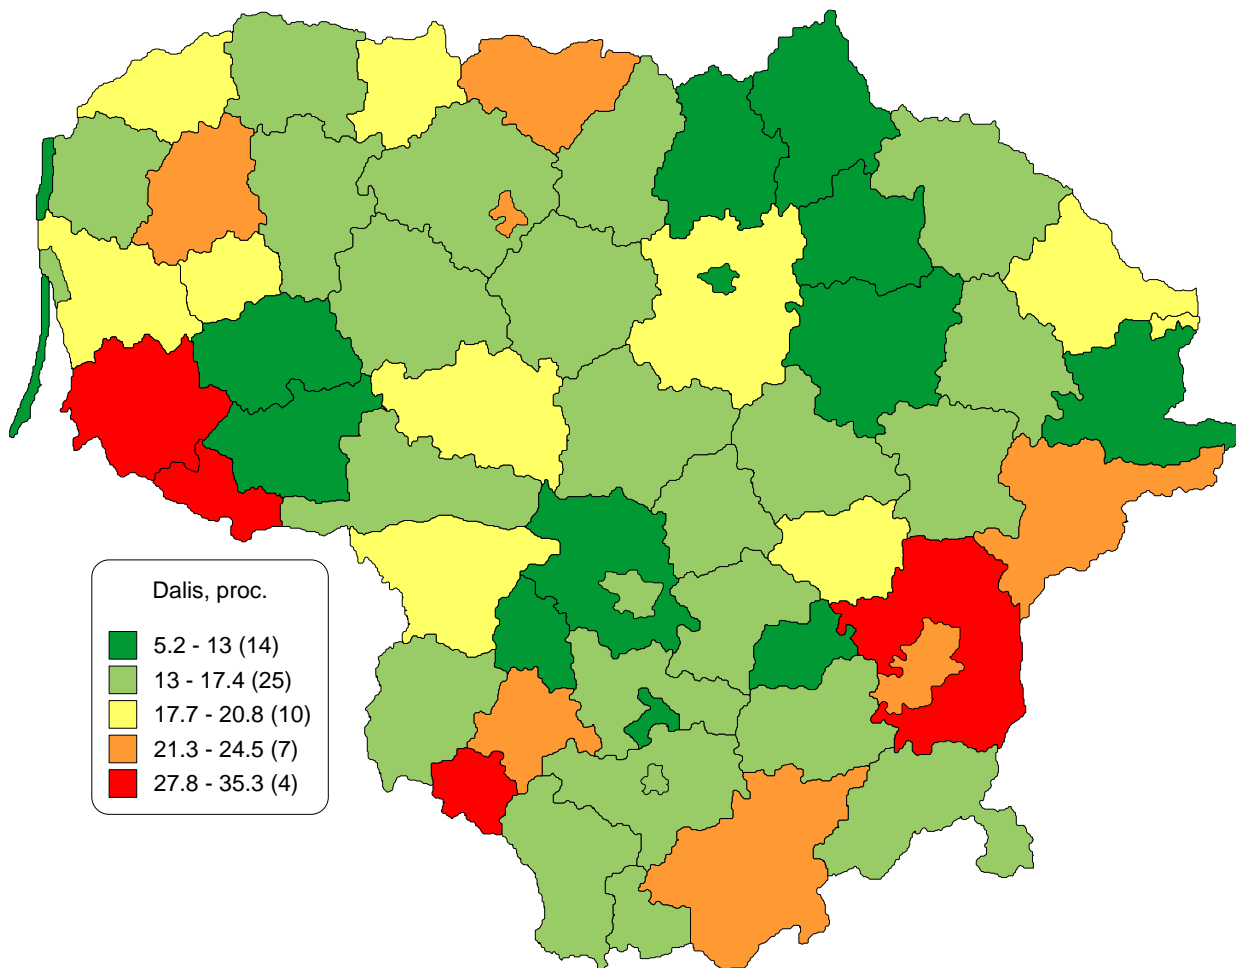 Dalis, proc.
5.2 - 13 (14)
13 - 17.4 (25)
17.7 - 20.8 (10)
21.3 - 24.5 (7)
27.8 - 35.3 (4)